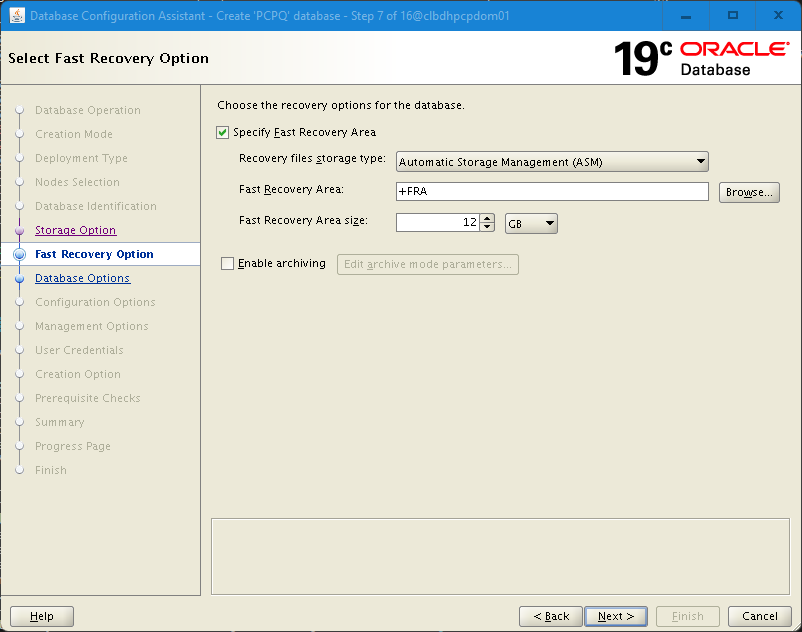 Database Configuration Assistant - Create 'PCPQ' database - Step 7 of 16@clbdhpcpdom01
Select Fast Recovery Option
19c ORACLE
Database
Database Operation
Creation Mode
Deployment Type
Nodes Selection
Database Identification
Storage Option
Fast Recovery Option
Database Options
Configuration Options
Management Options
User Credentials
Creation Option
Prerequisite Checks
Summary
Progress Page
Finish
Choose the recovery options for the database.
Specify Fast Recovery Area
Recovery files storage type: Automatic Storage Management (ASM)
Fast Recovery Area: +FRA Browse...
Fast Recovery Area size: 12 GB
Enable archiving Edit archive mode parameters...
Help < Back Next > Finish Cancel